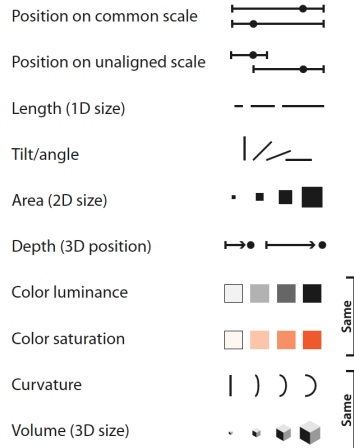 Position on common scale
Position on unaligned scale
Length (1D size)
Tilt/angle
Area (2D size)
Depth (3D position)
Color luminance
Color saturation
Same
Curvature
Volume (3D size)
Same